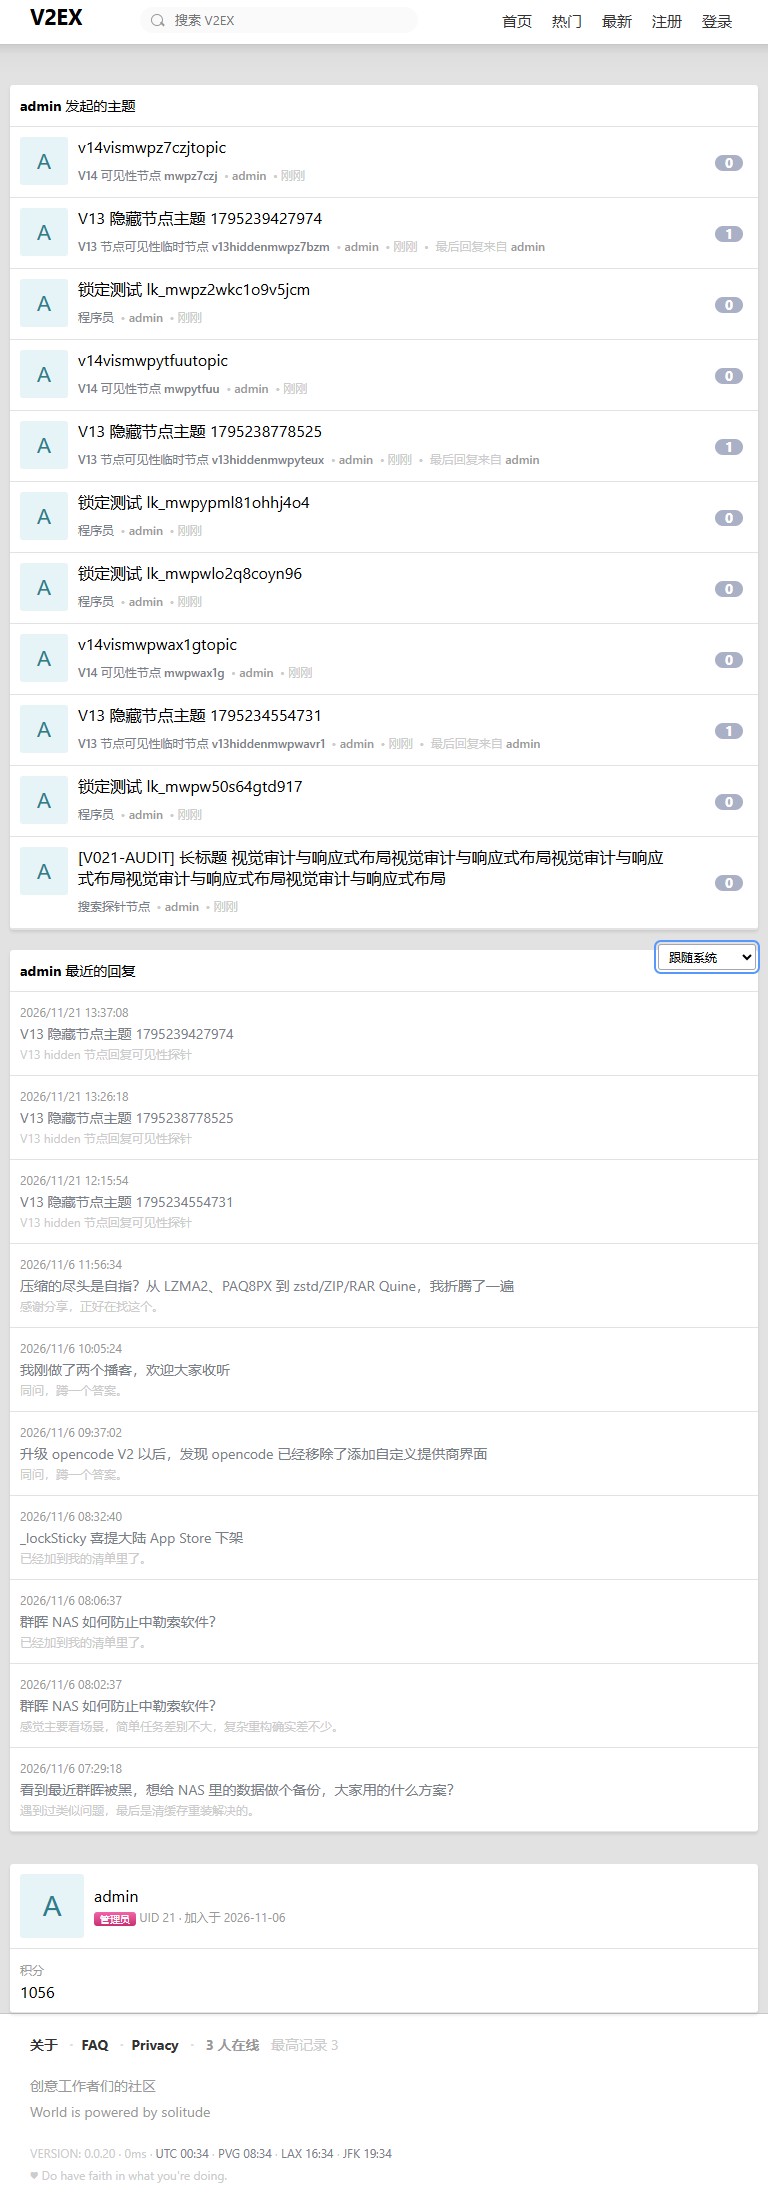 V2EX
搜索 V2EX
首页 热门 最新 注册 登录
admin 发起的主题
A
v14vismwpz7czjtopic
V14 可见性节点 mwpz7czj • admin • 刚刚
0
A
V13 隐藏节点主题 1795239427974
V13 节点可见性临时节点 v13hiddenmwpz7bzm • admin • 刚刚 • 最后回复来自 admin
1
A
锁定测试 lk_mwpz2wkc1o9v5jcm
程序员 • admin • 刚刚
0
A
v14vismwpytfuutopic
V14 可见性节点 mwpytfuu • admin • 刚刚
0
A
V13 隐藏节点主题 1795238778525
V13 节点可见性临时节点 v13hiddenmwpyteux • admin • 刚刚 • 最后回复来自 admin
1
A
锁定测试 lk_mwpypml81ohhj4o4
程序员 • admin • 刚刚
0
A
锁定测试 lk_mwpwlo2q8coyn96
程序员 • admin • 刚刚
0
A
v14vismwpwax1gtopic
V14 可见性节点 mwpwax1g • admin • 刚刚
0
A
V13 隐藏节点主题 1795234554731
V13 节点可见性临时节点 v13hiddenmwpwavr1 • admin • 刚刚 • 最后回复来自 admin
1
A
锁定测试 lk_mwpw50s64gtd917
程序员 • admin • 刚刚
0
A
[V021-AUDIT] 长标题 视觉审计与响应式布局视觉审计与响应式布局视觉审计与响应
式布局视觉审计与响应式布局视觉审计与响应式布局
搜索探针节点 • admin • 刚刚
0
跟随系统
admin 最近的回复
2026/11/21 13:37:08
V13 隐藏节点主题 1795239427974
V13 hidden 节点回复可见性探针
2026/11/21 13:26:18
V13 隐藏节点主题 1795238778525
V13 hidden 节点回复可见性探针
2026/11/21 12:15:54
V13 隐藏节点主题 1795234554731
V13 hidden 节点回复可见性探针
2026/11/6 11:56:34
压缩的尽头是自指？从 LZMA2、PAQ8PX 到 zstd/ZIP/RAR Quine，我折腾了一遍
感谢分享，正好在找这个。
2026/11/6 10:05:24
我刚做了两个播客，欢迎大家收听
同问，蹲一个答案。
2026/11/6 09:37:02
升级 opencode V2 以后，发现 opencode 已经移除了添加自定义提供商界面
同问，蹲一个答案。
2026/11/6 08:32:40
_lockSticky 喜提大陆 App Store 下架
已经加到我的清单里了。
2026/11/6 08:06:37
群晖 NAS 如何防止中勒索软件？
已经加到我的清单里了。
2026/11/6 08:02:37
群晖 NAS 如何防止中勒索软件？
感觉主要看场景，简单任务差别不大，复杂重构确实差不少。
2026/11/6 07:29:18
看到最近群晖被黑，想给 NAS 里的数据做个备份，大家用的什么方案？
遇到过类似问题，最后是清缓存重装解决的。
A
admin
管理员 UID 21 · 加入于 2026-11-06
积分
1056
关于 · FAQ · Privacy · 3 人在线 最高记录 3
创意工作者们的社区
World is powered by solitude
VERSION: 0.0.20 · 0ms · UTC 00:34 · PVG 08:34 · LAX 16:34 · JFK 19:34
♥ Do have faith in what you're doing.